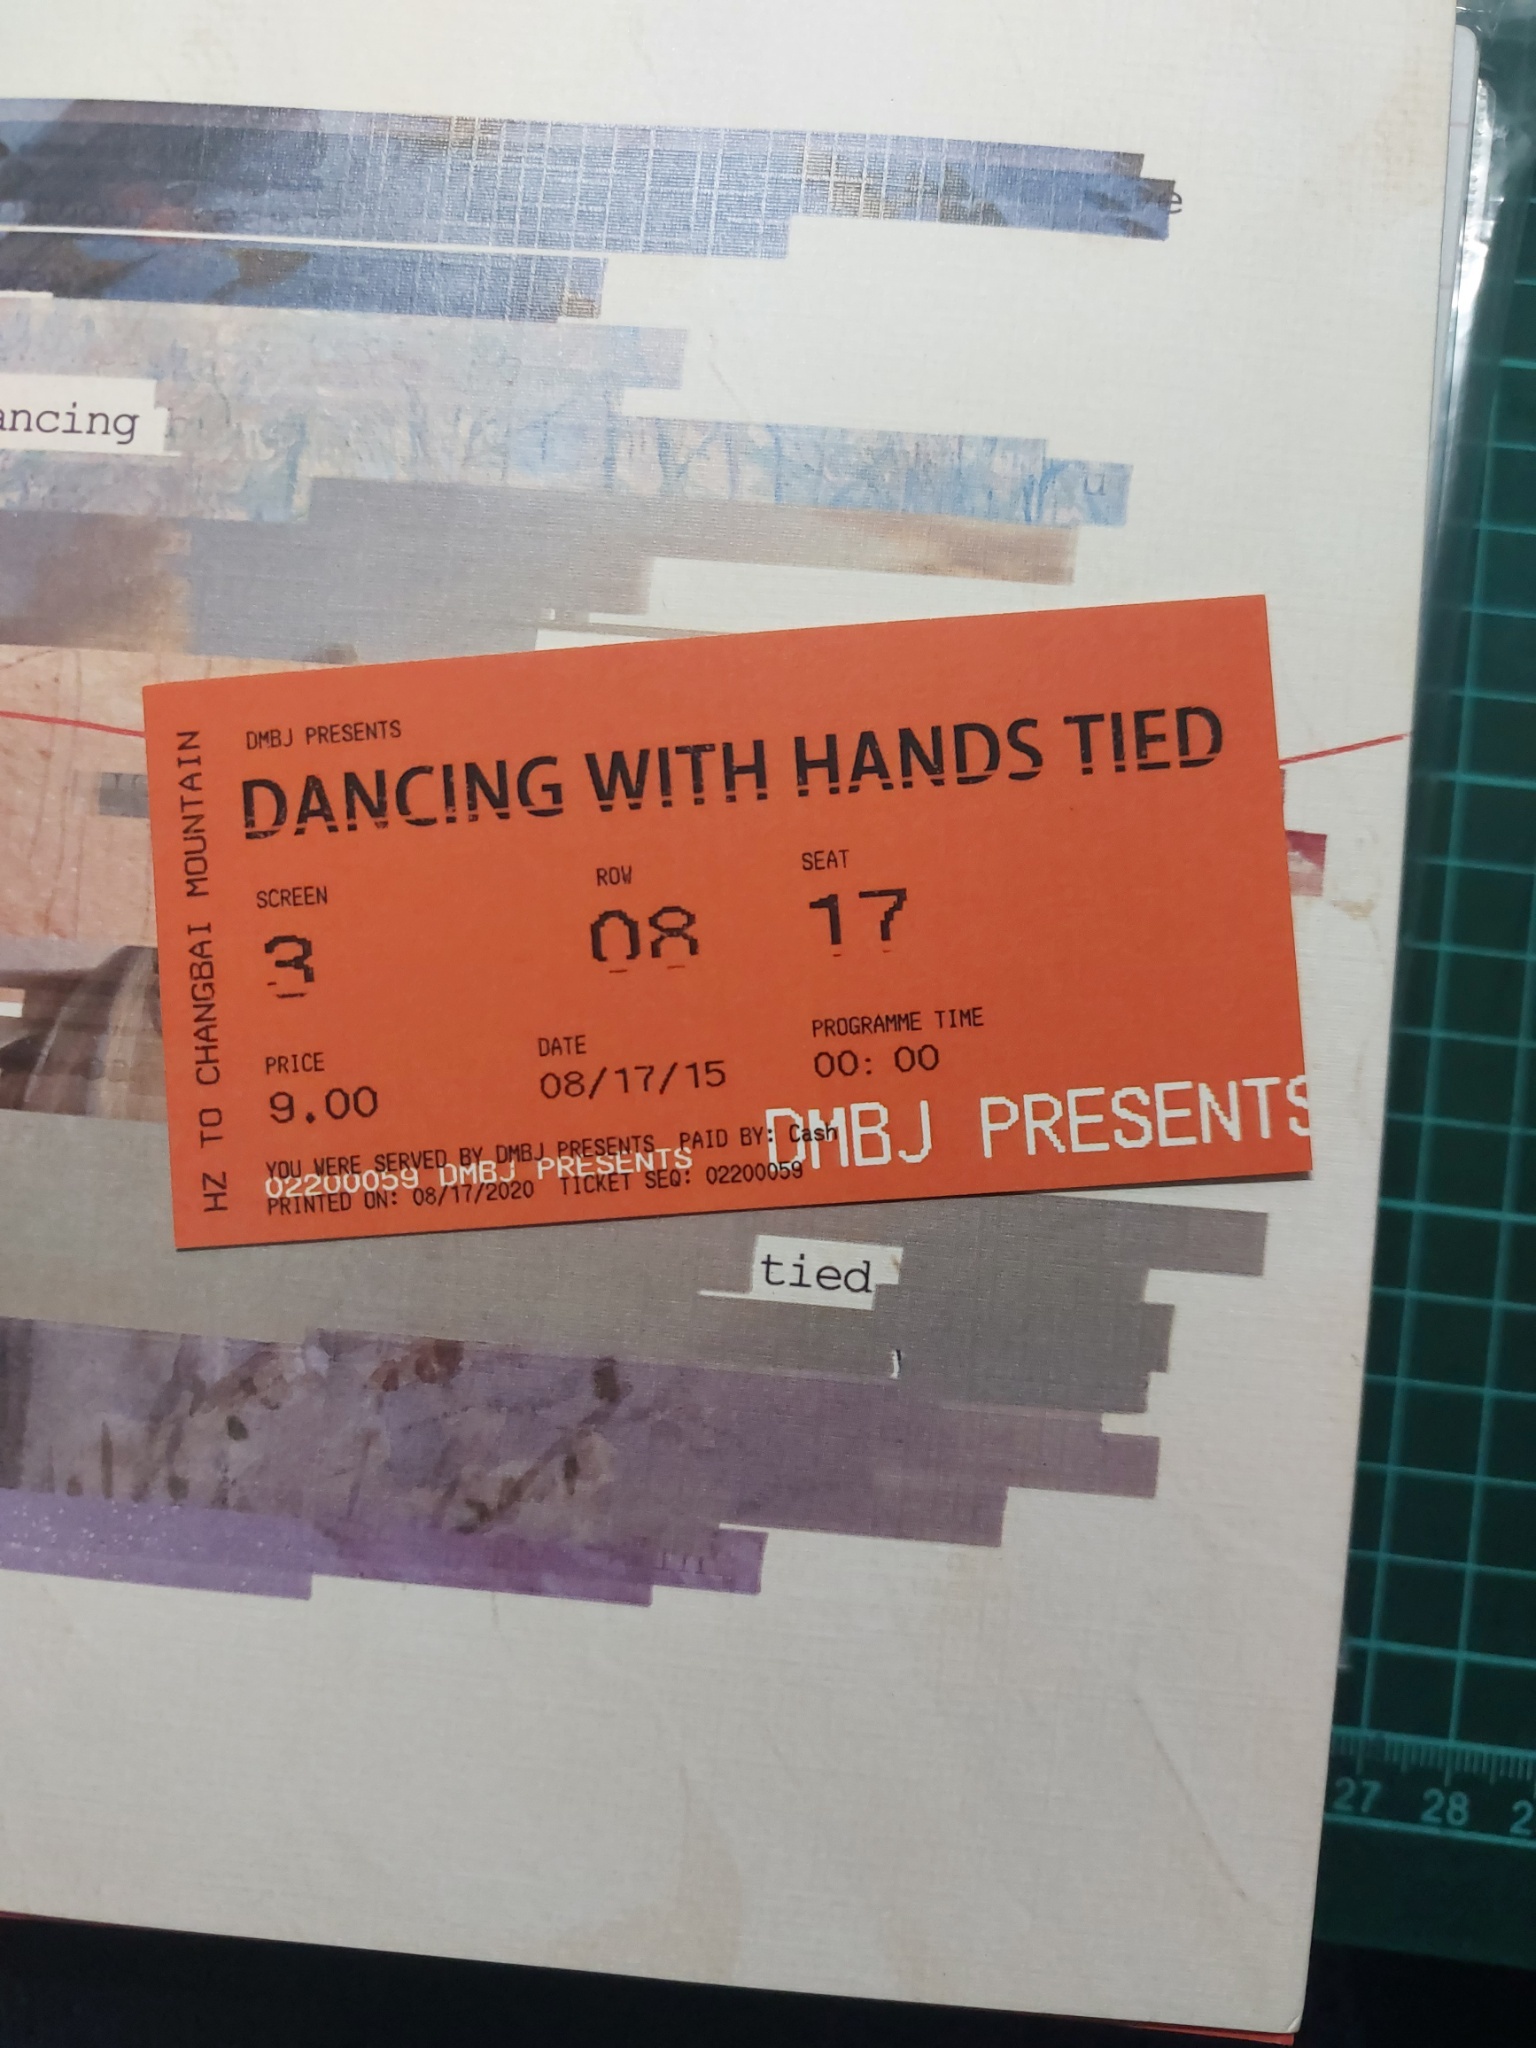 ancing
HZ TO CHANGBAI MOUNTAIN
DMBJ PRESENTS
DANCING WITH HANDS TIED
SCREEN
ROW
SEAT
3
08
17
PRICE
DATE
PROGRAMME TIME
9.00
08/17/15
00: 00
DMBJ PRESENTS
YOU WERE SERVED BY DMBJ PRESENTS PAID BY: Cash
02200059 DMBJ PRESENTS
PRINTED ON: 08/17/2020 TICKET SEQ: 02200059
tied
27 28